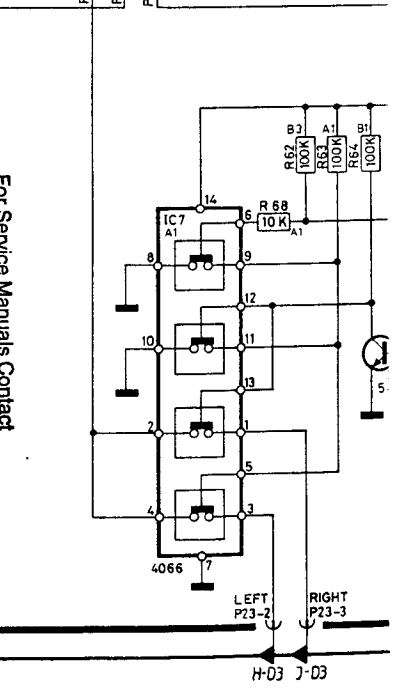 B3 A1 B1
R62 100K R63 100K R64 100K
14
IC7
A1
6
R 68
10 K
A1
8
9
12
10
11
13
2
1
5
4
3
4066
7
5
LEFT
P23-2
RIGHT
P23-3
H-D3 J-D3
For Service Manuals Contact